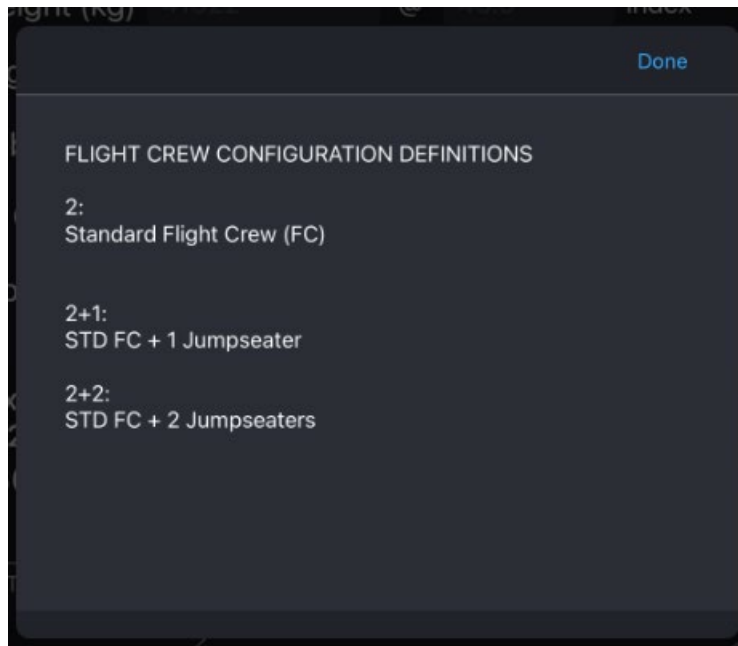 Done
FLIGHT CREW CONFIGURATION DEFINITIONS
2:
Standard Flight Crew (FC)
2+1:
STD FC + 1 Jumpseater
2+2:
STD FC + 2 Jumpseaters